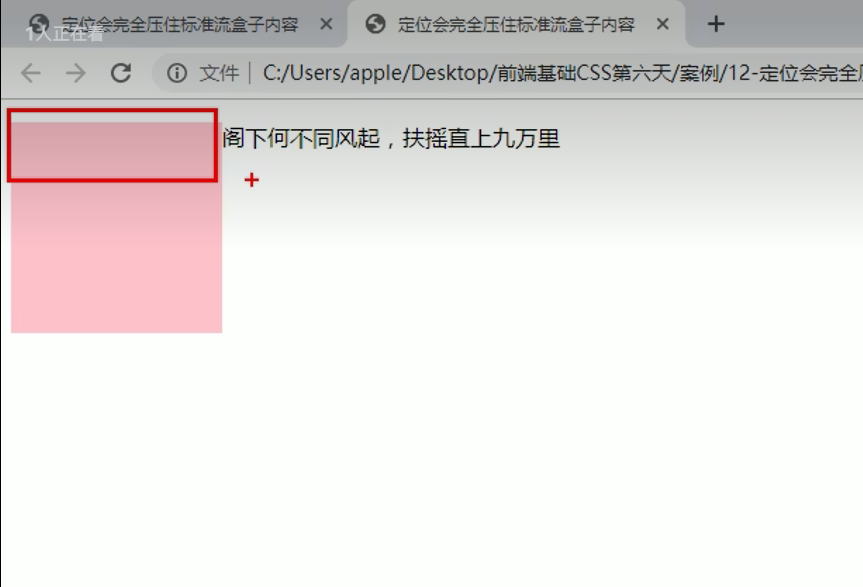 定位会完全压住标准流盒子内容
定位会完全压住标准流盒子内容
1人正在看
文件 C:/Users/apple/Desktop/前端基础CSS第六天/案例/12-定位会完全
阁下何不同风起，扶摇直上九万里